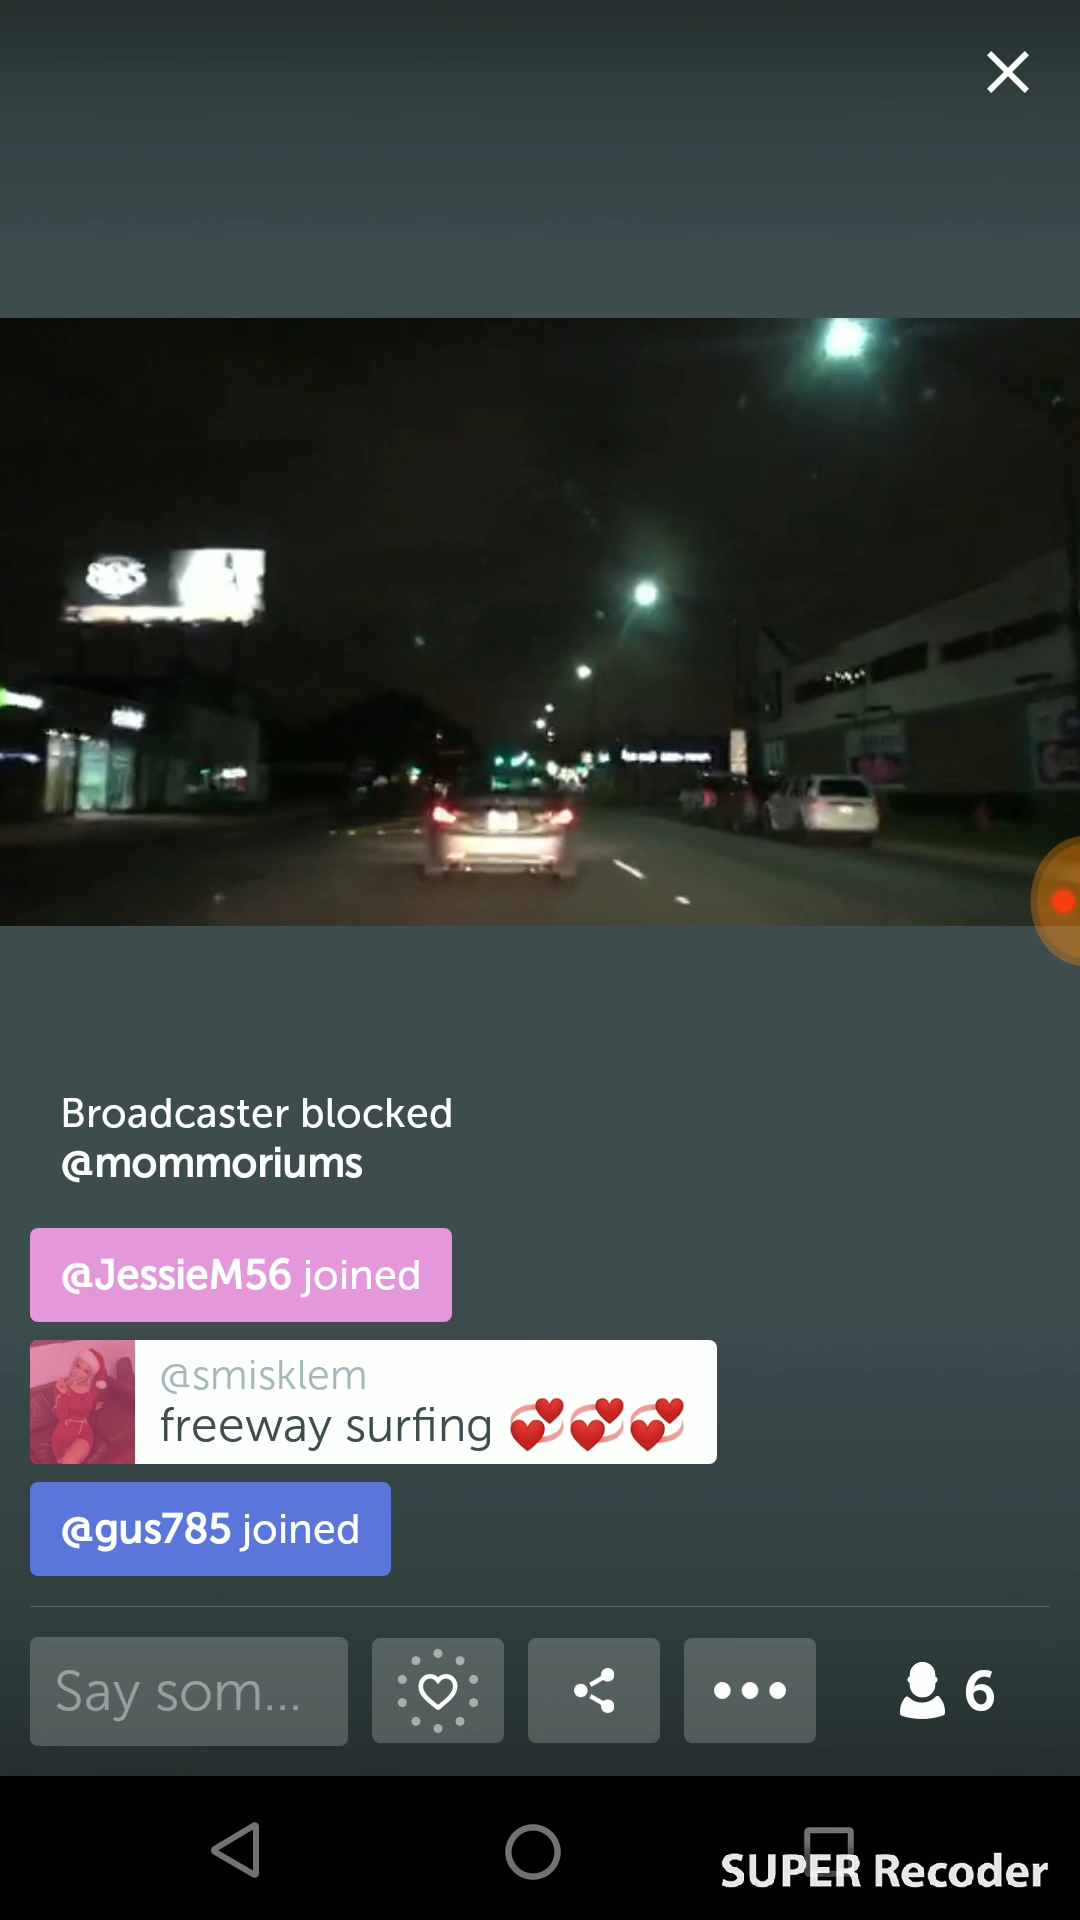 Broadcaster blocked
@mommoriums
@JessieM56 joined
@smisklem
freeway surfing 💞💞💞
@gus785 joined
Say som...
6
SUPER Recoder